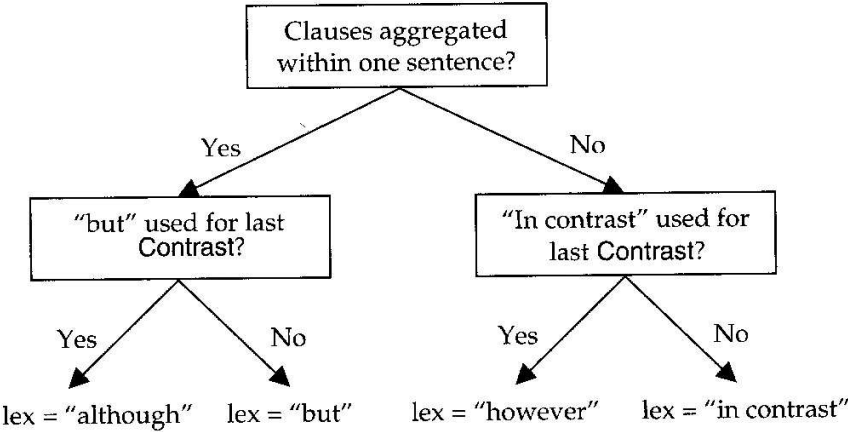 Clauses aggregated
within one sentence?
Yes
No
“but” used for last
Contrast?
“In contrast” used for
last Contrast?
Yes
No
Yes
No
lex = “although”
lex = “but”
lex = “however”
lex = “in contrast”